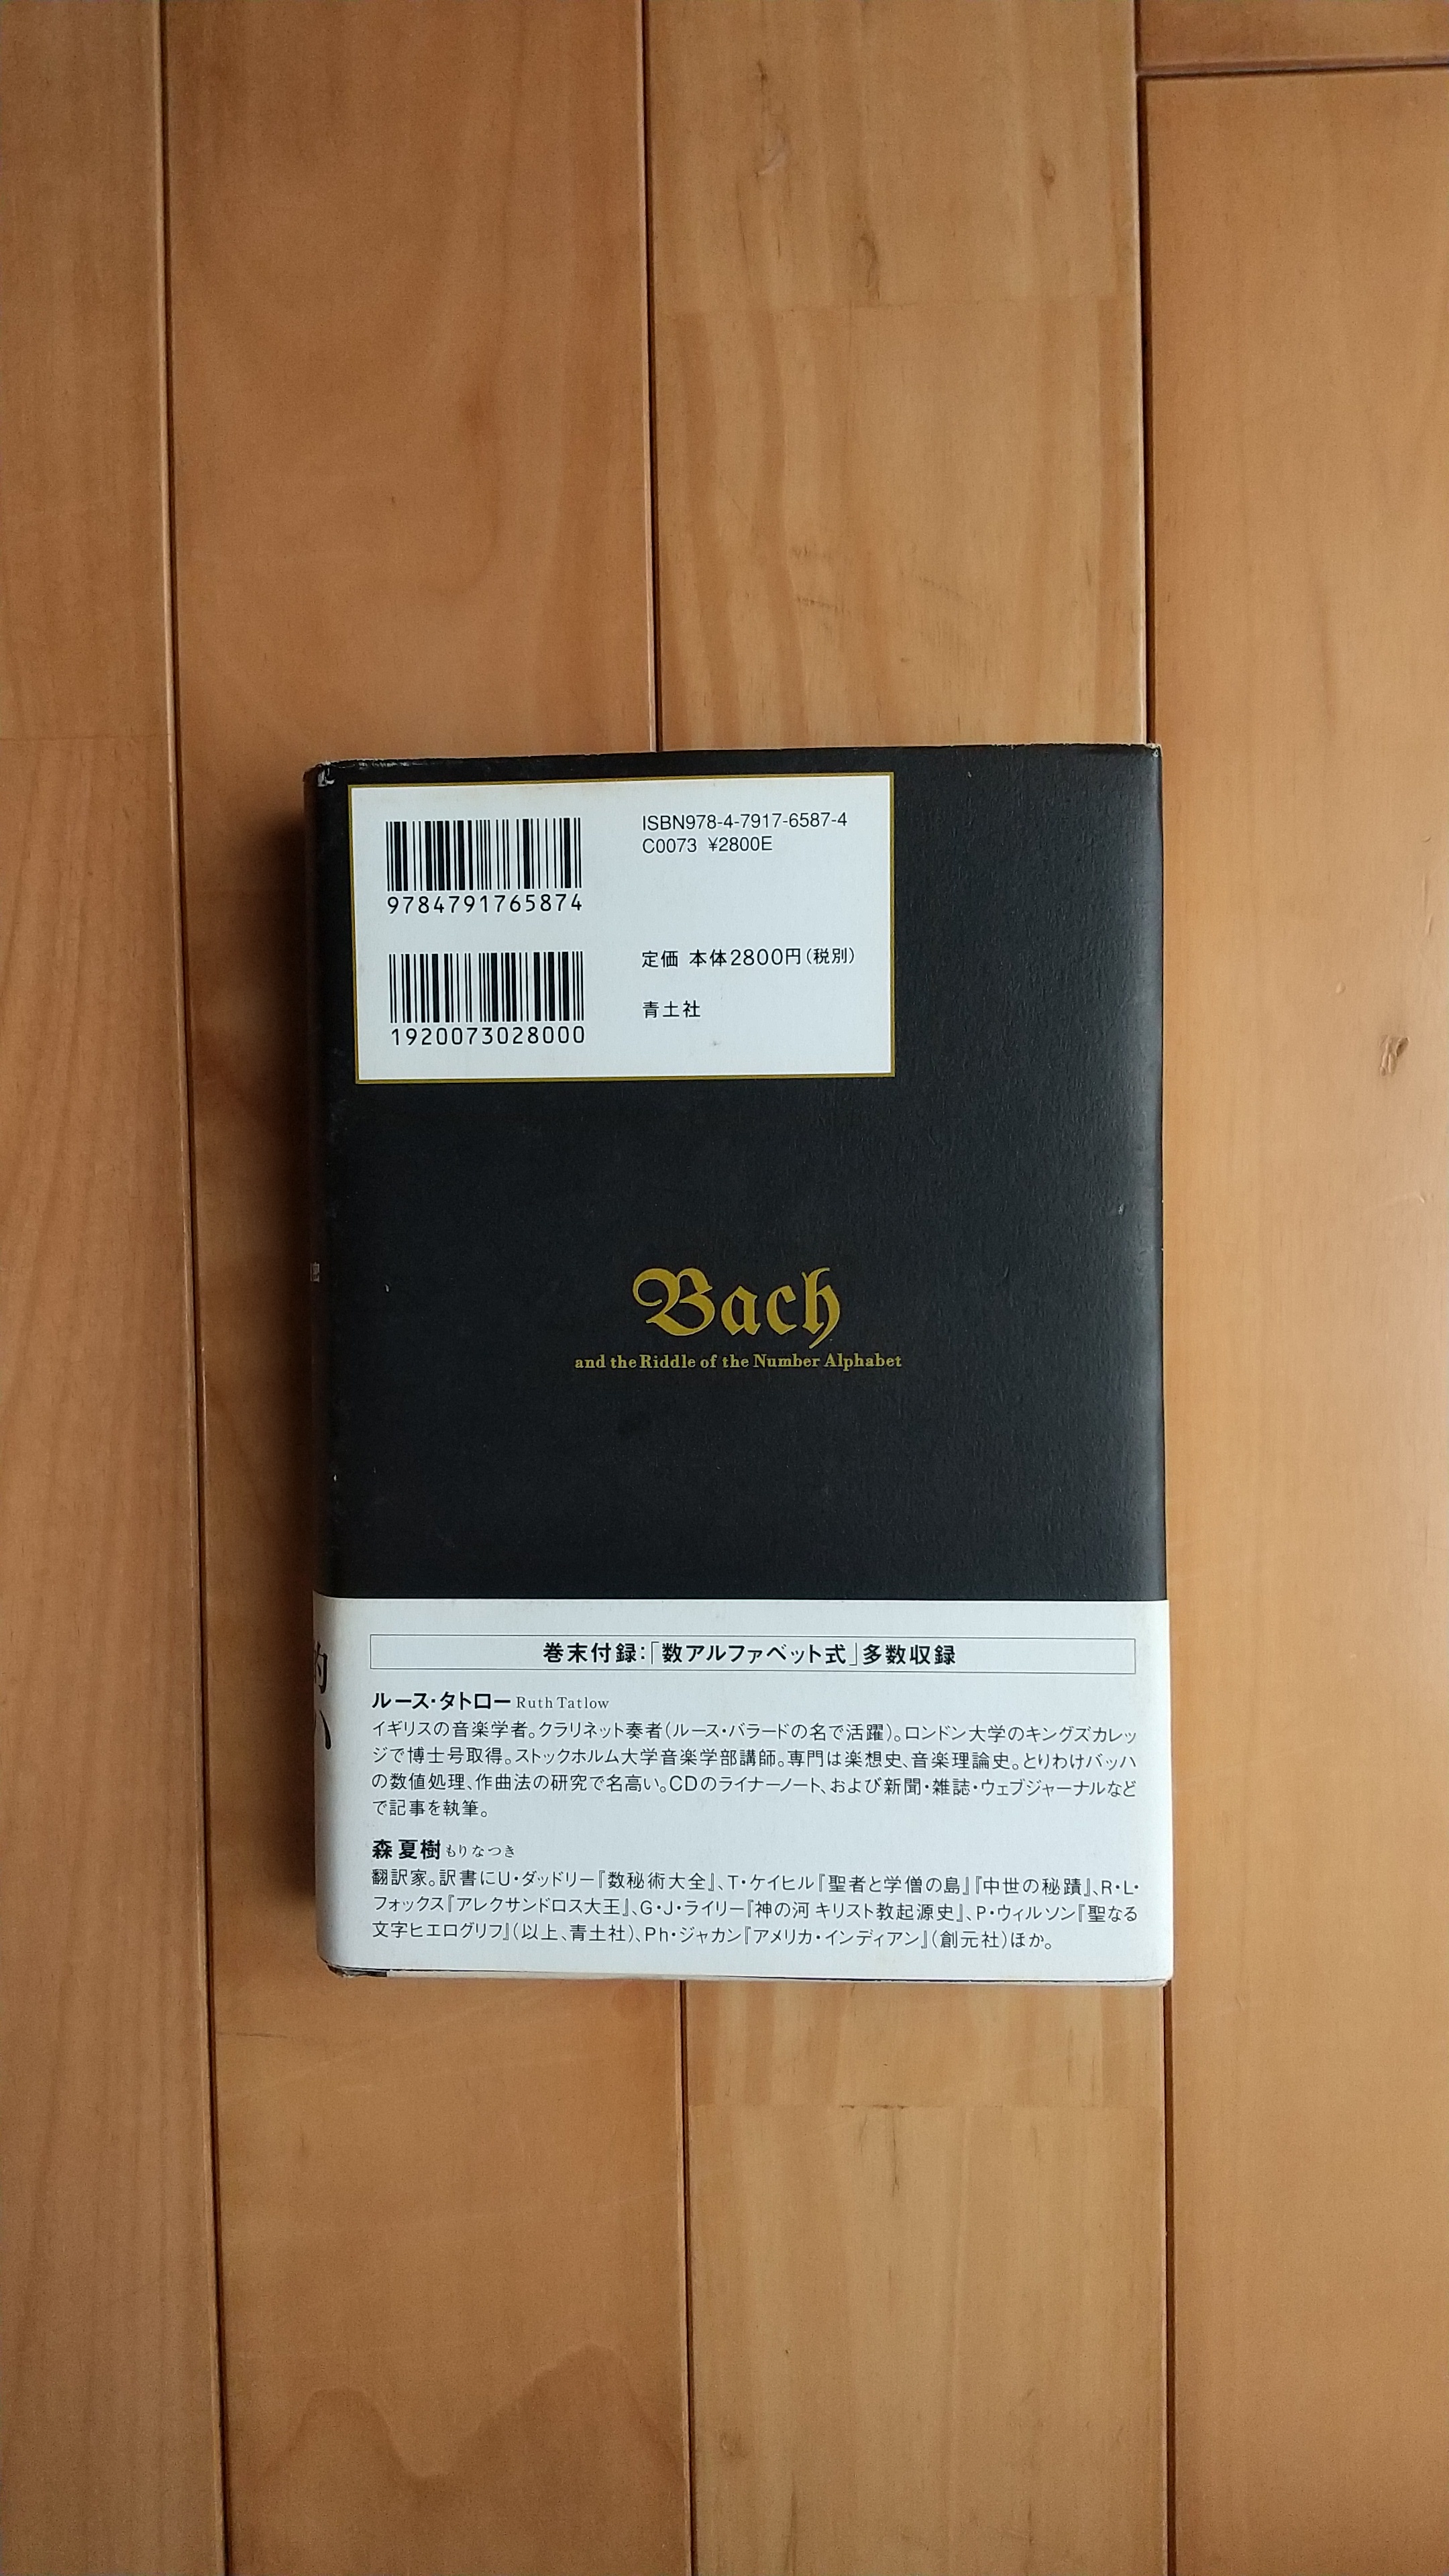 9784791765874
ISBN978-4-7917-6587-4
C0073 ¥2800E
1920073028000
定価 本体2800円(税別)
青土社
Bach
and the Riddle of the Number Alphabet
的
ハ
巻末付録:「数アルファベット式」多数収録
ルース・タトロー Ruth Tatlow
イギリスの音楽学者。クラリネット奏者(ルース・バラードの名で活躍)。ロンドン大学のキングズカレッ
ジで博士号取得。ストックホルム大学音楽学部講師。専門は楽想史、音楽理論史。とりわけバッハ
の数値処理、作曲法の研究で名高い。CDのライナーノート、および新聞・雑誌・ウェブジャーナルなど
で記事を執筆。
森 夏樹 もりなつき
翻訳家。訳書にU・ダッドリー『数秘術大全』、T・ケイヒル『聖者と学僧の島』『中世の秘蹟』、R・L・
フォックス『アレクサンドロス大王』、G・J・ライリー『神の河 キリスト教起源史』、P・ウィルソン『聖なる
文字ヒエログリフ』(以上、青土社)、Ph・ジャカン『アメリカ・インディアン』(創元社)ほか。